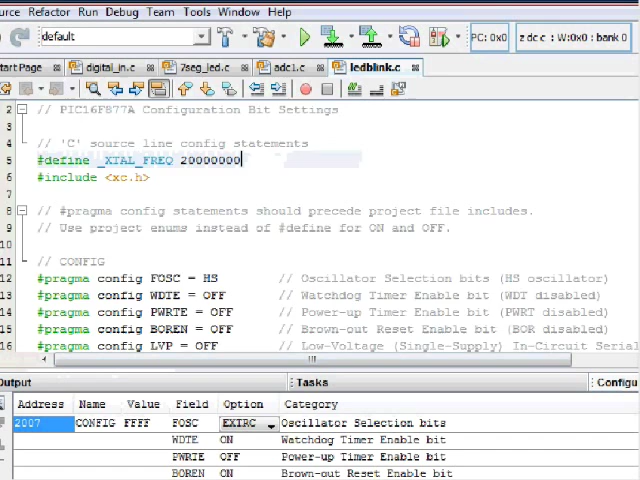 ource Refactor Run Debug Team Tools Window Help
default PC: 0x0 z dc c : W:0x0 : bank 0
tart Page digital_in.c 7seg_led.c adc1.c ledblink.c
2 // PIC16F877A Configuration Bit Settings
3
4 // 'C' source line config statements
5 #define _XTAL_FREQ 20000000
6 #include <xc.h>
7
8 // #pragma config statements should precede project file includes.
9 // Use project enums instead of #define for ON and OFF.
10
11 // CONFIG
12 #pragma config FOSC = HS // Oscillator Selection bits (HS oscillator)
13 #pragma config WDTE = OFF // Watchdog Timer Enable bit (WDT disabled)
14 #pragma config PWRTE = OFF // Power-up Timer Enable bit (PWRT disabled)
15 #pragma config BOREN = OFF // Brown-out Reset Enable bit (BOR disabled)
16 #pragma config LVP = OFF // Low-Voltage (Single-Supply) In-Circuit Serial
Output Tasks Configu
Address Name Value Field Option Category
2007 CONFIG FFFF FOSC EXTRC Oscillator Selection bits
WDTE ON Watchdog Timer Enable bit
PWRTE OFF Power-up Timer Enable bit
BOREN ON Brown-out Reset Enable bit